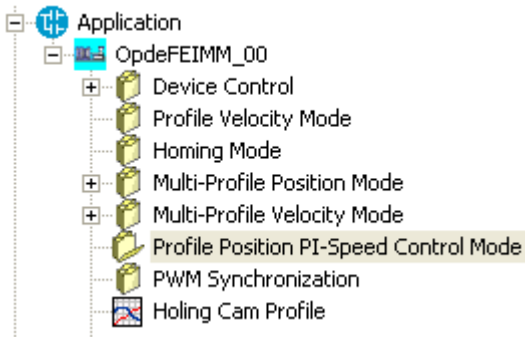 Application
OpdeFEIMM_00
Device Control
Profile Velocity Mode
Homing Mode
Multi-Profile Position Mode
Multi-Profile Velocity Mode
Profile Position PI-Speed Control Mode
PWM Synchronization
Holing Cam Profile